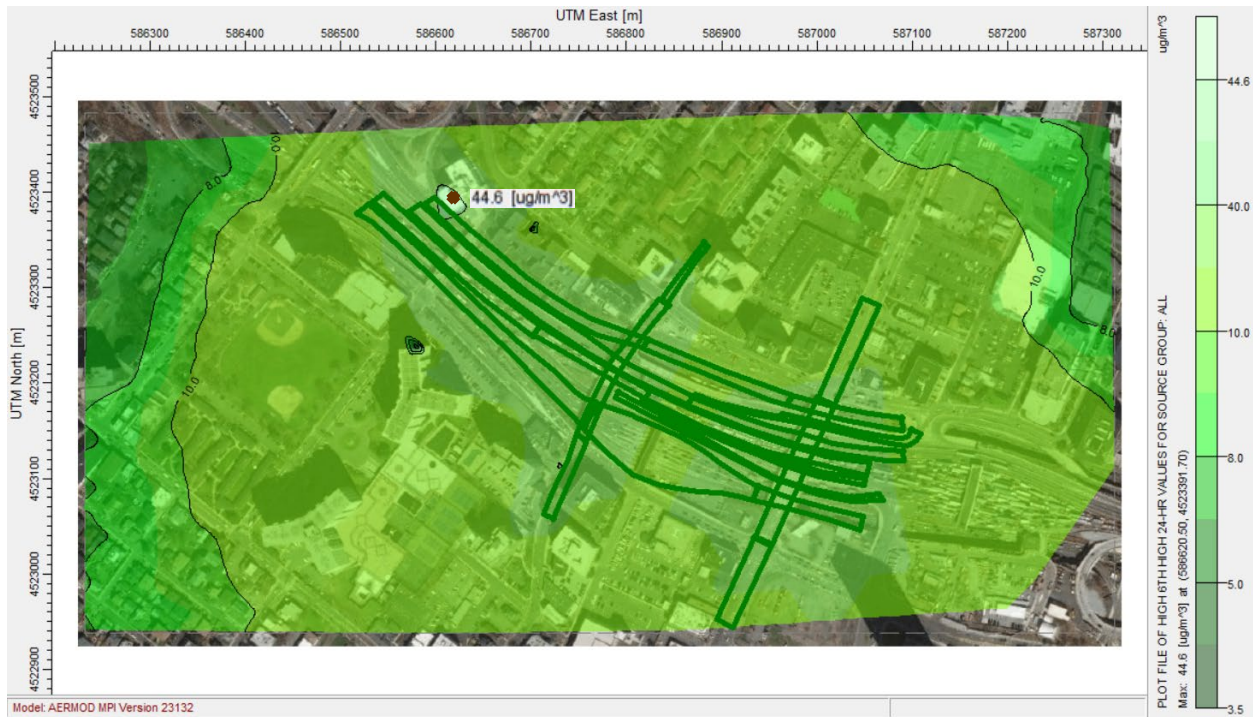 UTM East [m]
586300 586400 586500 586600 586700 586800 586900 587000 587100 587200 587300
UTM North [m]
4523500
4523400
4523300
4523200
4523100
4523000
4522900
8.0
10.0
44.6 [ug/m^3]
10.0
10.0
8.0
PLOT FILE OF HIGH 6TH HIGH 24-HR VALUES FOR SOURCE GROUP: ALL
ug/m^3
Max: 44.6 [ug/m^3] at (586620.50, 4523391.70)
44.6
40.0
10.0
8.0
5.0
3.5
Model: AERMOD MPI Version 23132